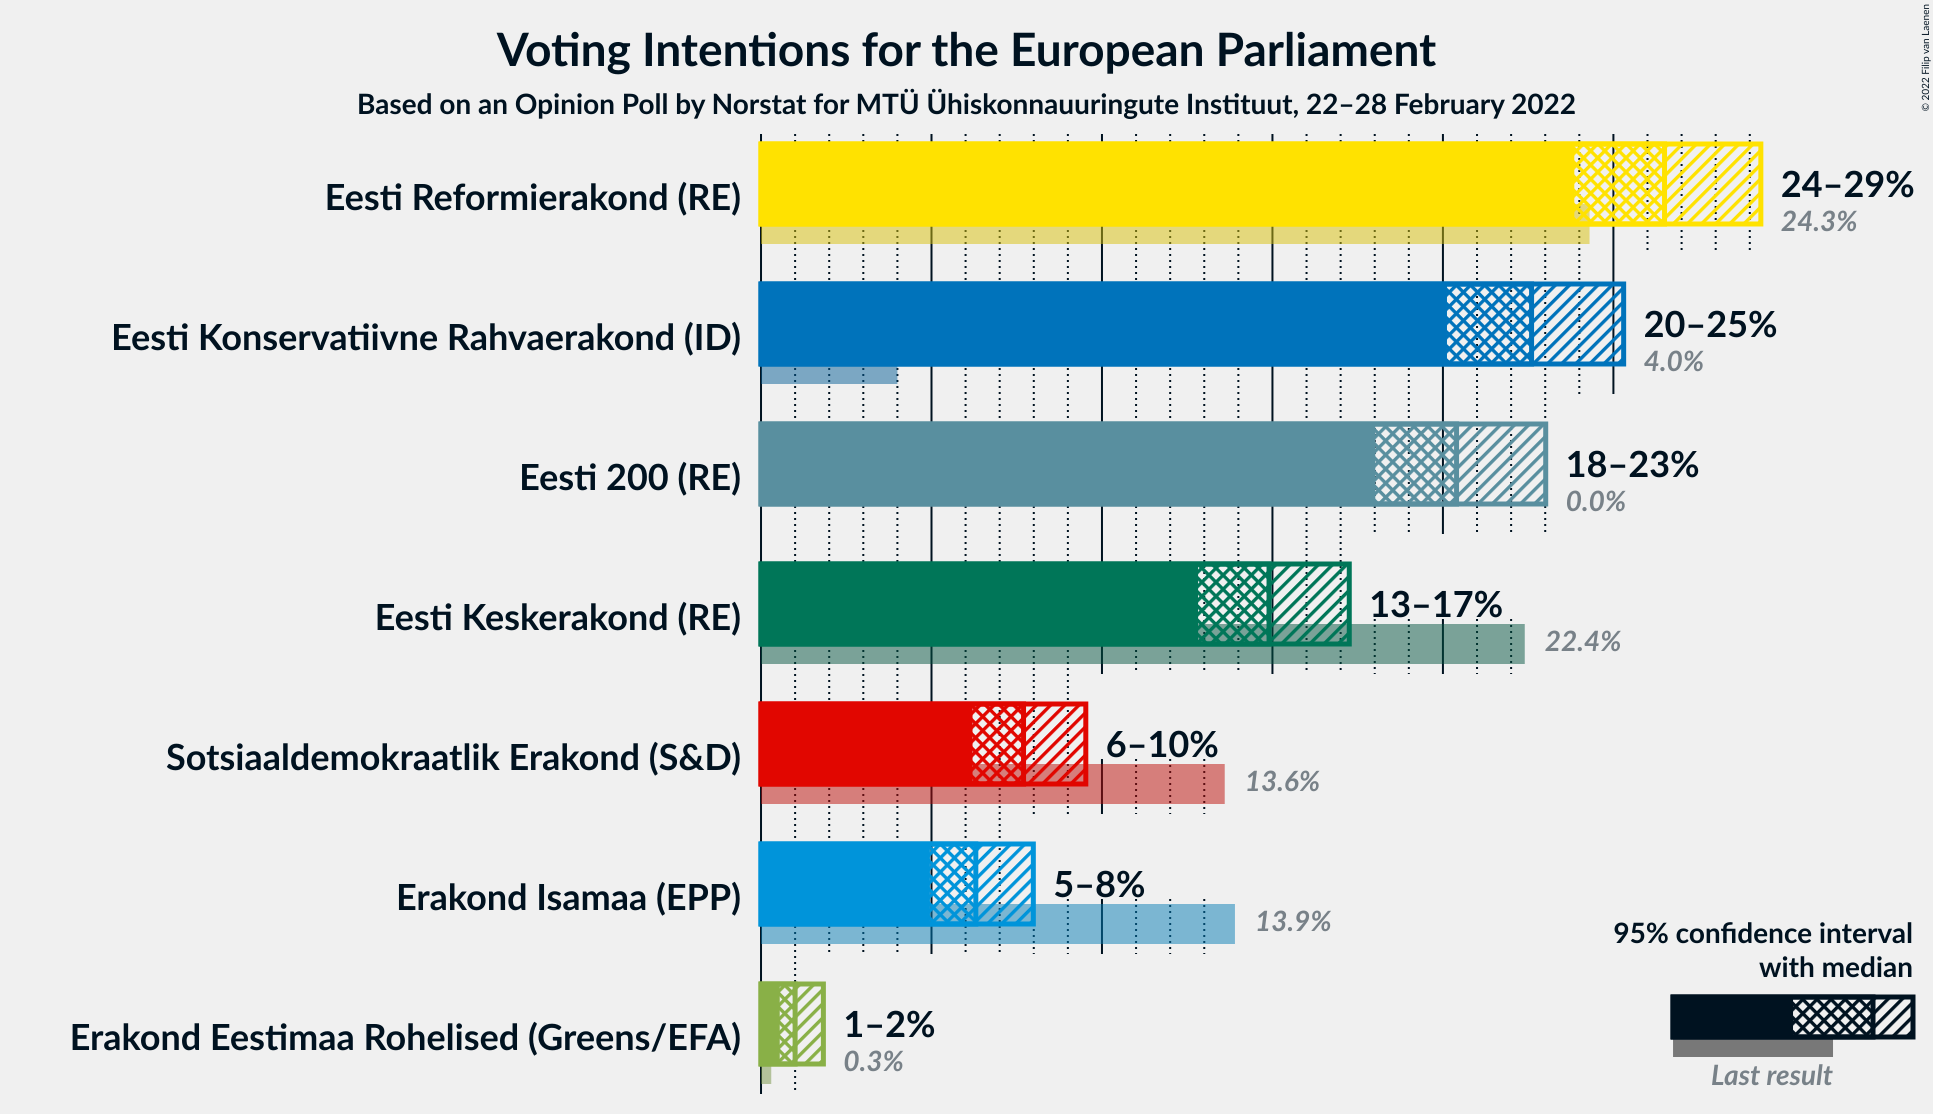 Voting Intentions for the European Parliament
Based on an Opinion Poll by Norstat for MTÜ Ühiskonnauuringute Instituut, 22–28 February 2022
© 2022 Filip van Laenen
Eesti Reformierakond (RE)
24–29%
24.3%
Eesti Konservatiivne Rahvaerakond (ID)
20–25%
4.0%
Eesti 200 (RE)
18–23%
0.0%
Eesti Keskerakond (RE)
13–17%
22.4%
Sotsiaaldemokraatlik Erakond (S&D)
6–10%
13.6%
Erakond Isamaa (EPP)
5–8%
13.9%
Erakond Eestimaa Rohelised (Greens/EFA)
1–2%
0.3%
95% confidence interval
with median
Last result